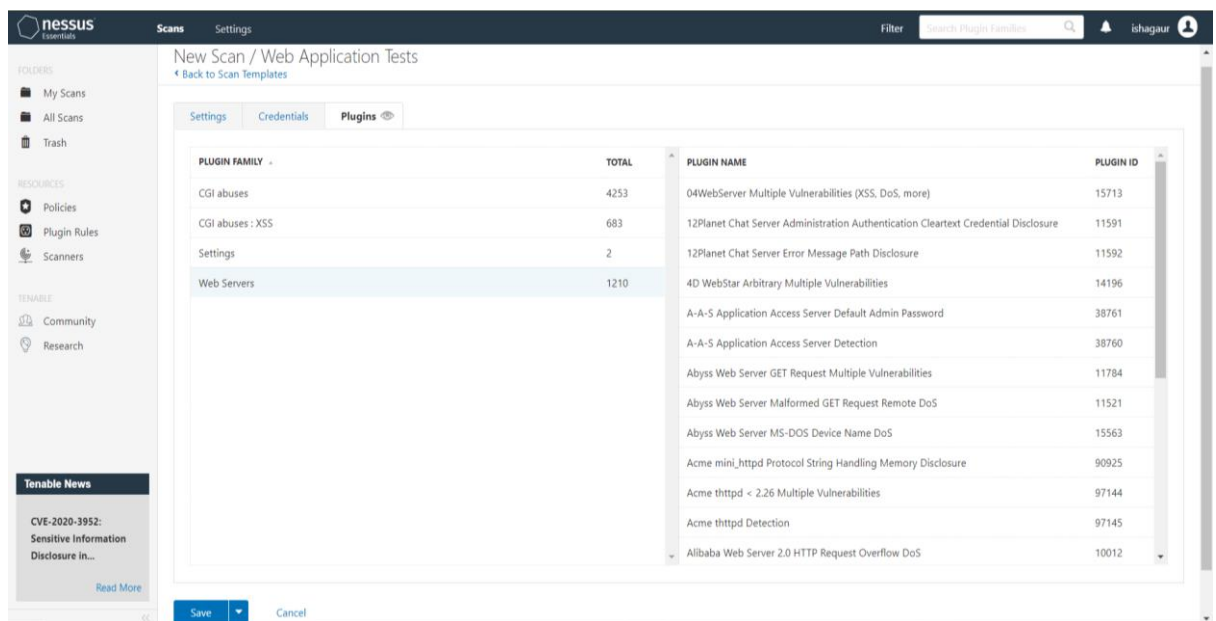 nessus
Essentials
Scans Settings Filter Search Plugin Families ishagaur
FOLDERS
My Scans
All Scans
Trash
RESOURCES
Policies
Plugin Rules
Scanners
TENABLE
Community
Research
Tenable News
CVE-2020-3952:
Sensitive Information
Disclosure in...
Read More
New Scan / Web Application Tests
Back to Scan Templates
Settings Credentials Plugins
PLUGIN FAMILY TOTAL
CGI abuses 4253
CGI abuses : XSS 683
Settings 2
Web Servers 1210
PLUGIN NAME PLUGIN ID
04WebServer Multiple Vulnerabilities (XSS, DoS, more) 15713
12Planet Chat Server Administration Authentication Cleartext Credential Disclosure 11591
12Planet Chat Server Error Message Path Disclosure 11592
4D WebStar Arbitrary Multiple Vulnerabilities 14196
A-A-S Application Access Server Default Admin Password 38761
A-A-S Application Access Server Detection 38760
Abyss Web Server GET Request Multiple Vulnerabilities 11784
Abyss Web Server Malformed GET Request Remote DoS 11521
Abyss Web Server MS-DOS Device Name DoS 15563
Acme mini_httpd Protocol String Handling Memory Disclosure 90925
Acme thttpd < 2.26 Multiple Vulnerabilities 97144
Acme thttpd Detection 97145
Alibaba Web Server 2.0 HTTP Request Overflow DoS 10012
Save Cancel